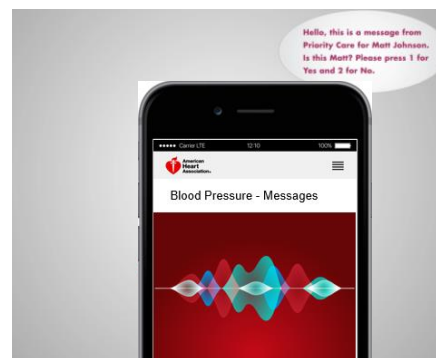 Hello, this is a message from
Priority Care for Matt Johnson.
Is this Matt? Please press 1 for
Yes and 2 for No.
Carrier LTE
12:10
100%
American
Heart
Association.
Blood Pressure - Messages